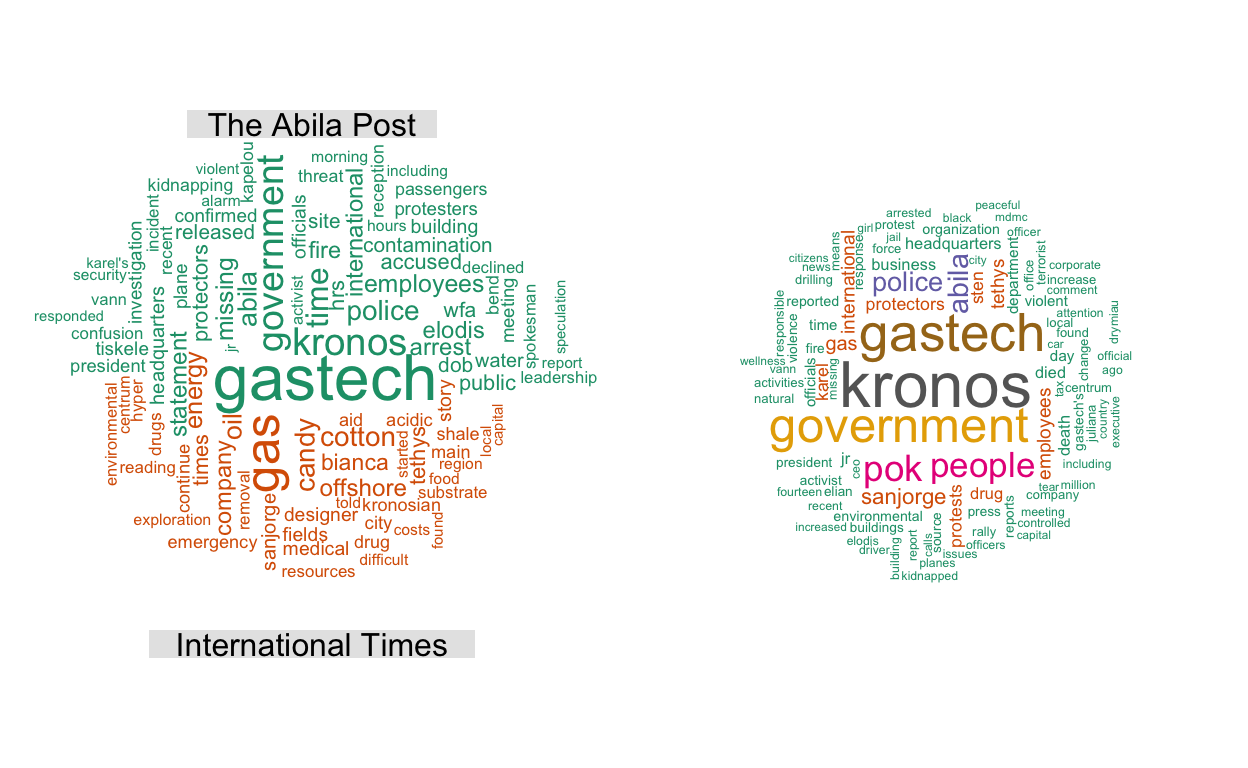 The Abila Post
kapelou
morning
violent
government
reception
threat
including
kidnapping
international
passengers
alarm
officials
incident
confirmed
site
protesters
recent
released
hours
building
investigation
fire
contamination
karel's
plane
protectors
missing
abila
time
accused
declined
security
activist
hrs
employees
bend
meeting
vann
police
wfa
spokesman
speculation
responded
headquarters
confusion
statement
jr
kronos
elodis
tiskele
arrest
president
gastech
dob
water
report
public
leadership
environmental
centrum
hyper
energy
story
drugs
oil
aid
acidic
local
capital
gas
candy
cotton
started
tethys
shale
reading
continue
times
company
bianca
main
region
removal
offshore
food
substrate
told
kronosian
exploration
sanjorge
designer
city
costs
found
emergency
fields
drug
medical
difficult
resources
International Times
peaceful
arrested
black
mdmc
girl
protest
organization
officer
means
international
response
jail
force
headquarters
citizens
news
business
abila
city
sten
tethys
department
office
terrorist
corporate
drilling
police
increase
comment
responsible
reported
protectors
violent
attention
drymiau
violence
time
gastech
local
found
fire
gas
car
change
wellness
day
official
vann
officials
karel
missing
kronos
died
ago
activities
tax
centrum
natural
gastech's
juliana
country
executive
government
employees
death
president
jr
ceo
pok
people
including
activist
tear
million
fourteen
elian
sanjorge
drug
company
recent
protests
press
reports
meeting
environmental
source
controlled
increased
buildings
rally
capital
elodis
calls
officers
driver
building
report
issues
planes
kidnapped